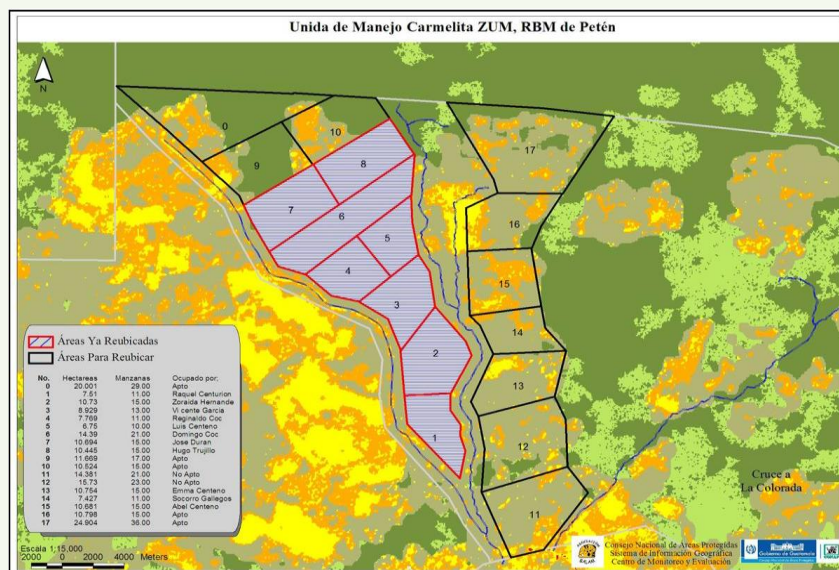 Unida de Manejo Carmelita ZUM, RBM de Petén
N
0
10
17
8
9
7
6
16
5
4
15
3
14
2
13
1
12
11
Áreas Ya Reubicadas
Áreas Para Reubicar
No. Hectareas Manzanas Ocupado por:
0 20.001 29.00 Apto
1 7.51 11.00 Raquel Centurion
2 10.73 15.00 Zoraida Hernande
3 8.929 13.00 Vicente Garcia
4 7.769 11.00 Reginaldo Coc
5 6.75 10.00 Luis Centeno
6 14.39 21.00 Domingo Coc
7 10.694 15.00 Jose Duran
8 10.445 15.00 Hugo Trujillo
9 11.669 17.00 Apto
10 10.524 15.00 Apto
11 14.381 21.00 No Apto
12 15.73 23.00 No Apto
13 10.754 15.00 Emma Centeno
14 7.427 11.00 Socorro Gallegos
15 10.681 15.00 Abel Centeno
16 10.798 15.00 Apto
17 24.904 36.00 Apto
Cruce a
La Colorada
Escala 1:15.000
2000 0 2000 4000 Meters
Consejo Nacional de Áreas Protegidas
Sistema de Información Geográfica
Centro de Monitoreo y Evaluación
Gobierno de Guatemala